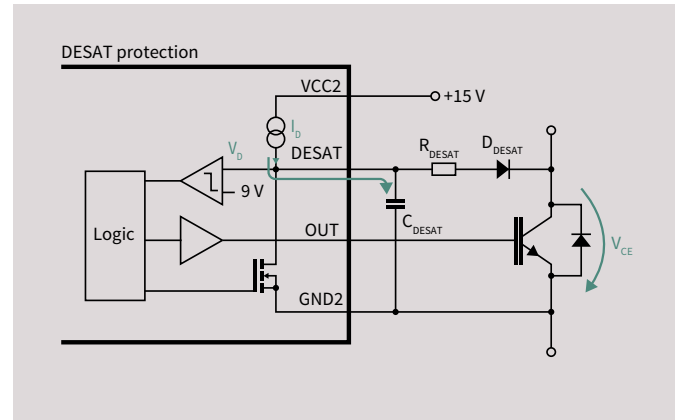 DESAT protection
VCC2
+15 V
I_D
V_D
DESAT
R_DESAT
D_DESAT
9 V
C_DESAT
Logic
OUT
V_CE
GND2